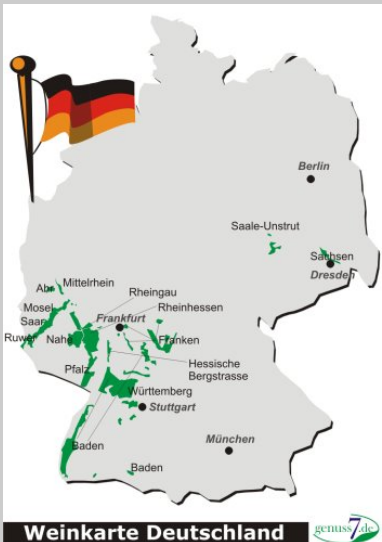 Berlin
Saale-Unstrut
Sachsen
Dresden
Ahr
Mittelrhein
Rheingau
Mosel
Saar
Ruwer
Rheinhessen
Frankfurt
Nahe
Franken
Pfalz
Hessische
Bergstrasse
Württemberg
Stuttgart
Baden
München
Baden
Weinkarte Deutschland
genuss7.de